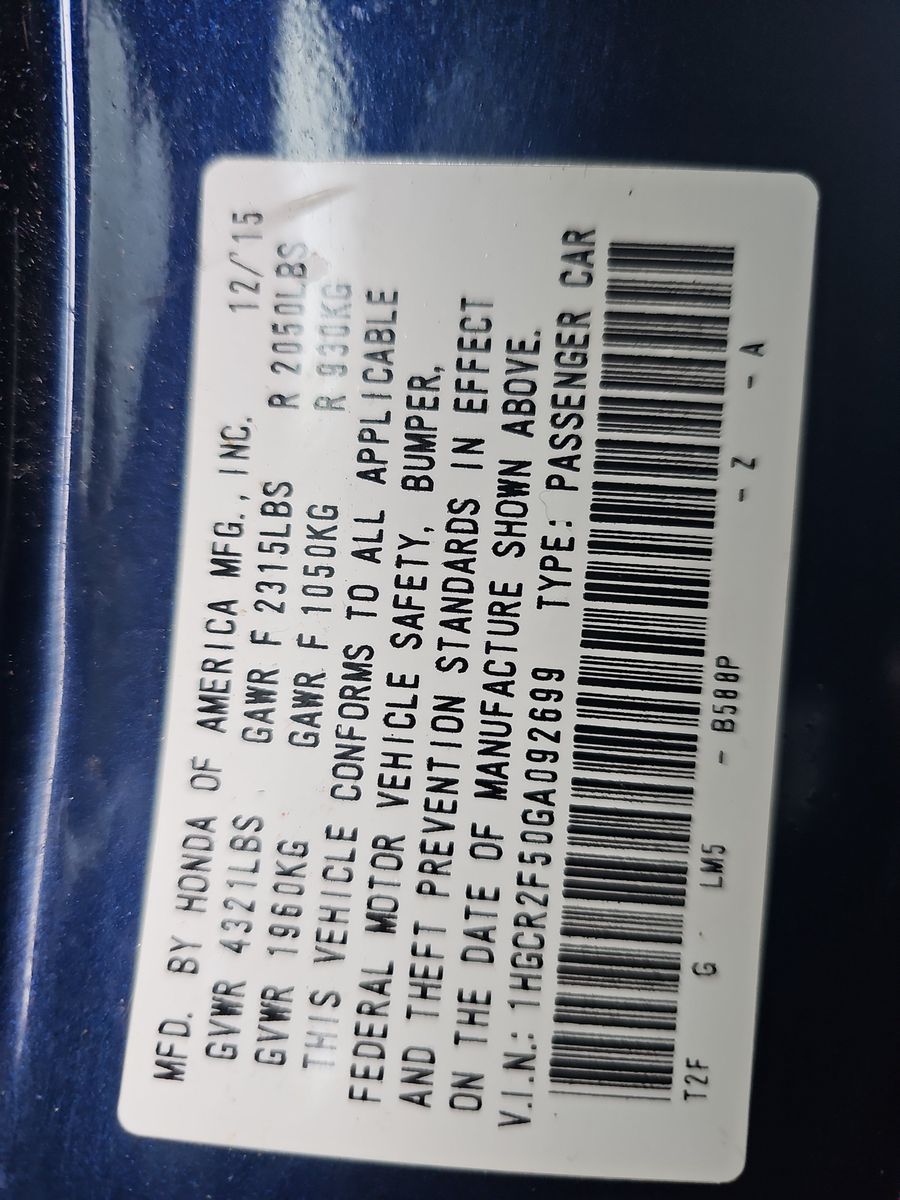 MFD. BY HONDA OF AMERICA MFG., INC. 12/15
GVWR 4321LBS GAWR F 2315LBS R 2050LBS
GVWR 1960KG GAWR F 1050KG R 930KG
THIS VEHICLE CONFORMS TO ALL APPLICABLE
FEDERAL MOTOR VEHICLE SAFETY, BUMPER,
AND THEFT PREVENTION STANDARDS IN EFFECT
ON THE DATE OF MANUFACTURE SHOWN ABOVE.
V.I.N.: 1HGCR2F50GA092699 TYPE: PASSENGER CAR
T2F G - LM5 - B588P - Z - A